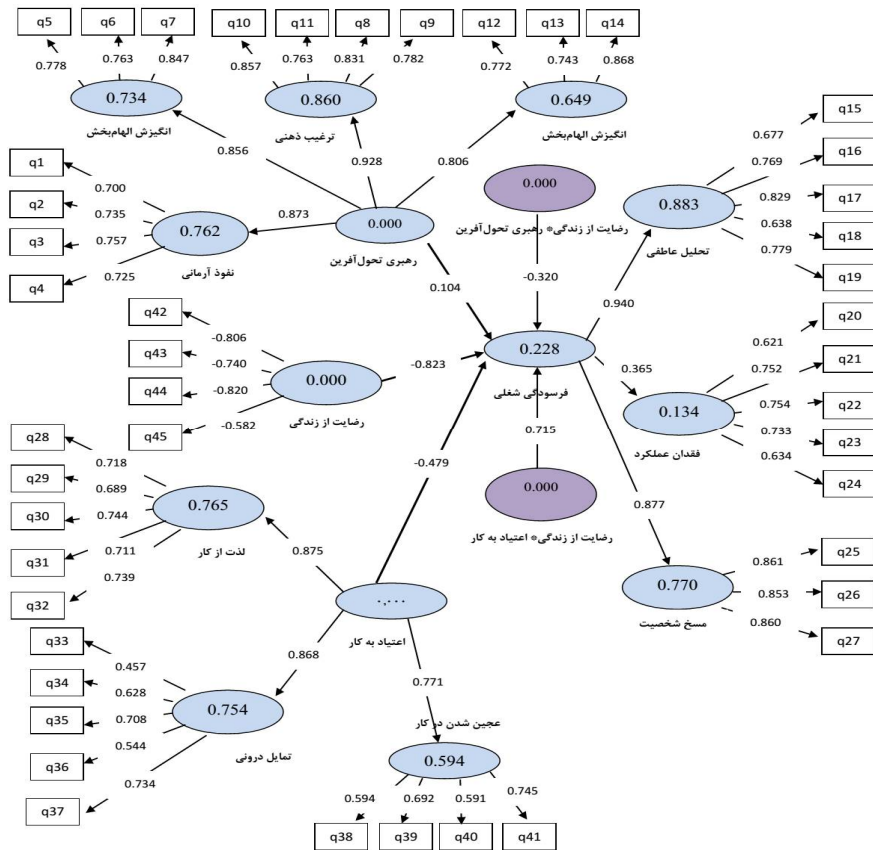 q5
q6
q7
q10
q11
q8
q9
q12
q13
q14
0.778
0.763
0.847
0.857
0.763
0.831
0.782
0.772
0.743
0.868
0.734
0.860
0.649
انگیزش الهام‌بخش
ترغیب ذهنی
انگیزش الهام‌بخش
q15
0.677
q16
0.769
0.856
0.928
0.806
q1
0.700
q2
0.735
q3
0.757
q4
0.725
0.762
نفوذ آرمانی
0.873
0.000
رهبری تحول‌آفرین
0.000
رضایت از زندگی* رهبری تحول‌آفرین
0.883
تحلیل عاطفی
0.829
q17
0.638
q18
0.779
q19
0.104
-0.320
0.940
q42
-0.806
q43
-0.740
q44
-0.820
q45
-0.582
0.000
رضایت از زندگی
-0.823
0.228
فرسودگی شغلی
0.365
q20
0.621
q21
0.752
0.134
فقدان عملکرد
0.754
q22
0.733
q23
0.634
q24
-0.479
0.715
0.000
رضایت از زندگی* اعتیاد به کار
0.877
q28
0.718
q29
0.689
q30
0.744
q31
0.711
q32
0.739
0.765
لذت از کار
0.875
۰,۰۰۰
اعتیاد به کار
0.770
مسخ شخصیت
0.861
q25
0.853
q26
0.860
q27
0.868
0.771
q33
0.457
q34
0.628
q35
0.708
q36
0.544
q37
0.734
0.754
تمایل درونی
عجین شدن در کار
0.594
0.594
0.692
0.591
0.745
q38
q39
q40
q41